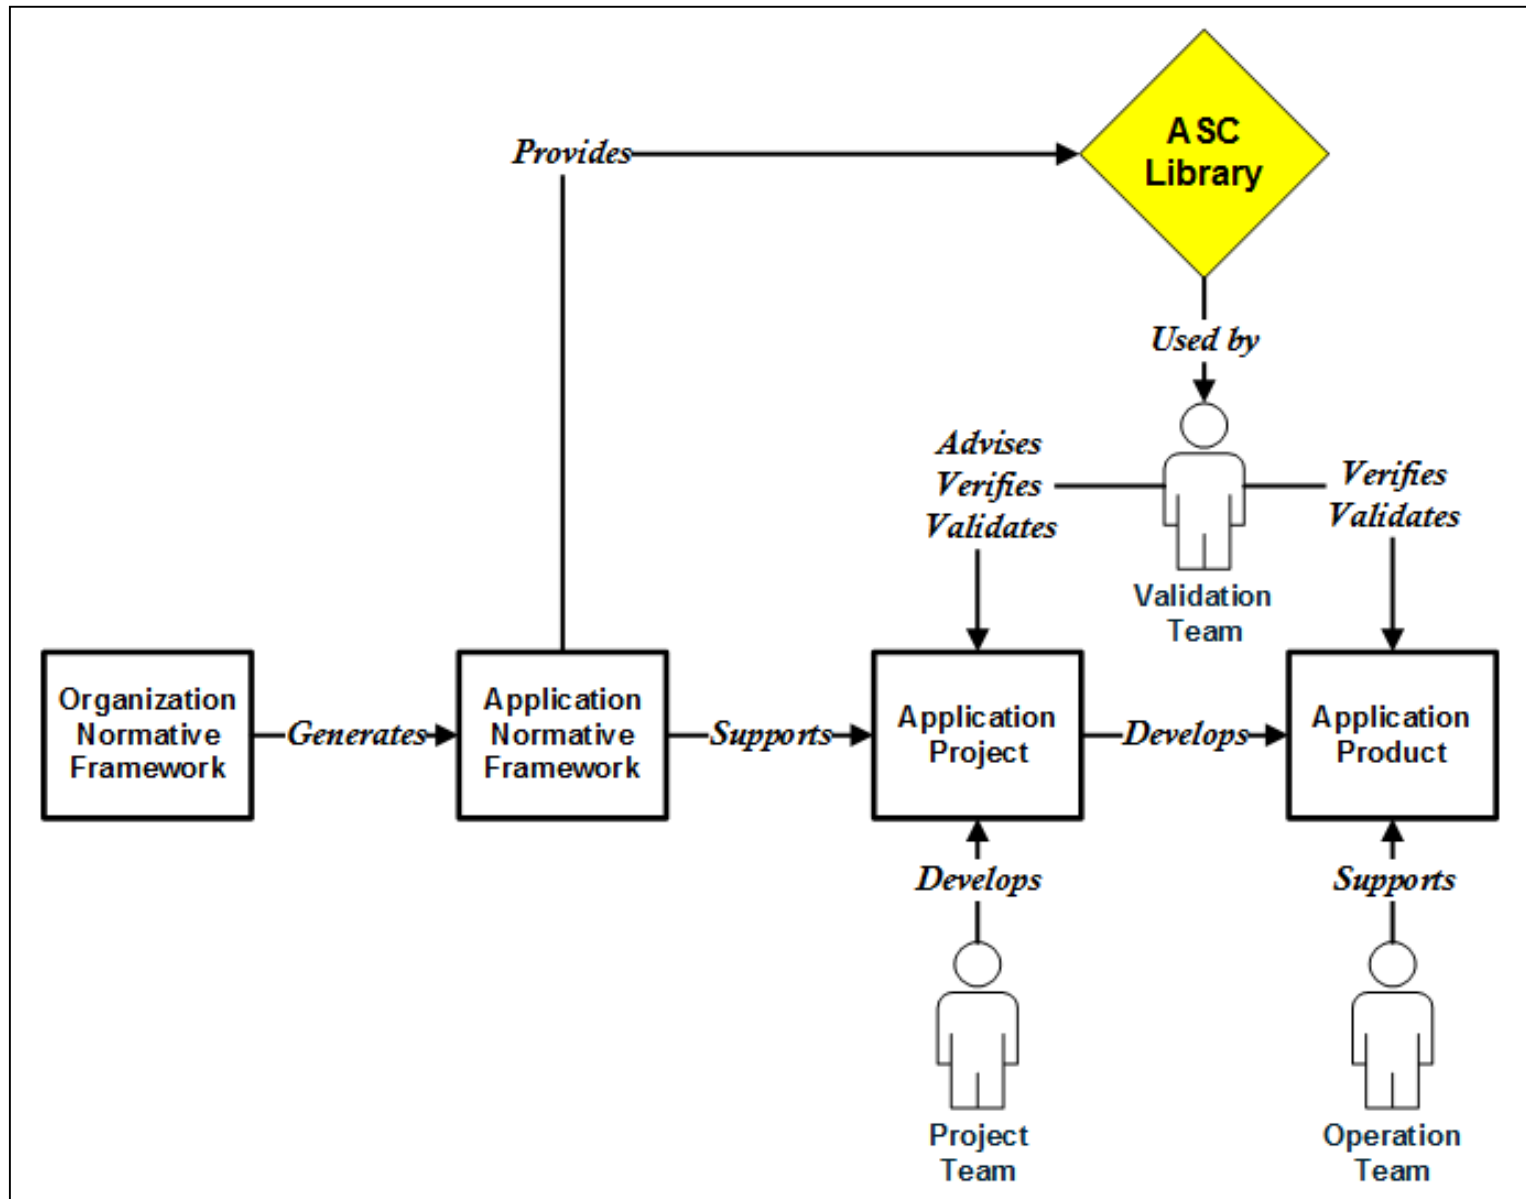 ASC
Library
Provides
Used by
Advises
Verifies
Validates
Verifies
Validates
Validation
Team
Organization
Normative
Framework
Generates
Application
Normative
Framework
Supports
Application
Project
Develops
Application
Product
Develops
Supports
Project
Team
Operation
Team